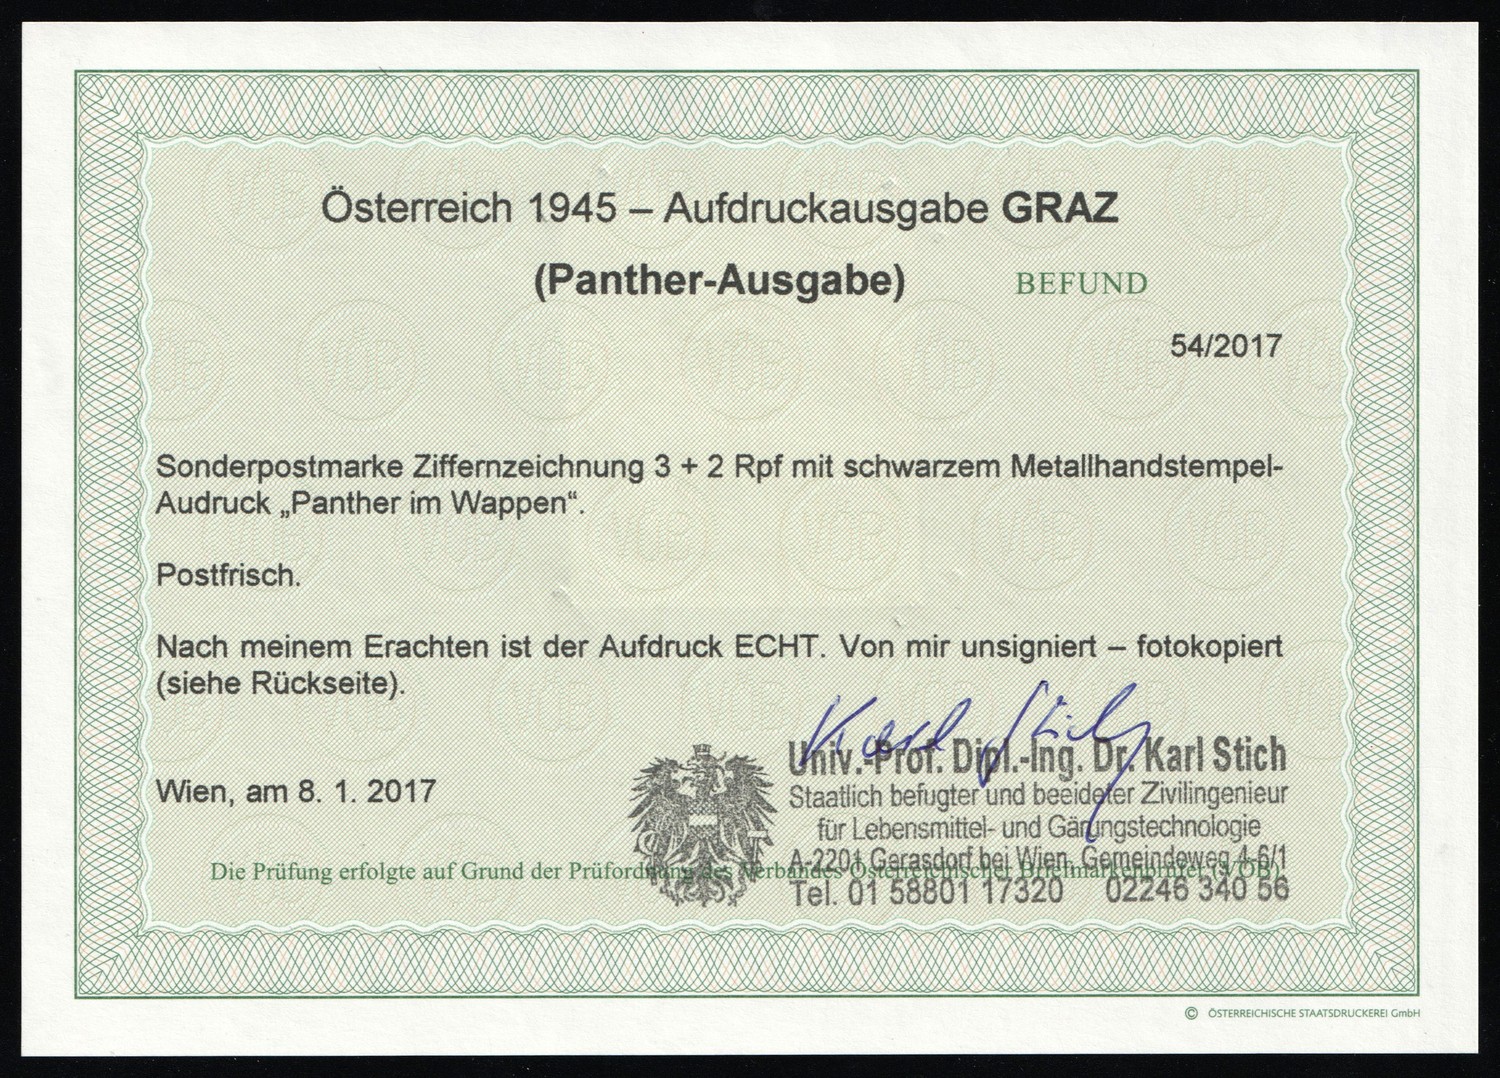 Österreich 1945 – Aufdruckausgabe GRAZ
(Panther-Ausgabe) BEFUND
54/2017
Sonderpostmarke Ziffernzeichnung 3 + 2 Rpf mit schwarzem Metallhandstempel-
Audruck „Panther im Wappen“.
Postfrisch.
Nach meinem Erachten ist der Aufdruck ECHT. Von mir unsigniert – fotokopiert
(siehe Rückseite).
Karl Stich
Univ.-Prof. Dipl.-Ing. Dr. Karl Stich
Wien, am 8. 1. 2017
Staatlich befugter und beeideter Zivilingenieur
für Lebensmittel- und Gärungstechnologie
A-2201 Gerasdorf bei Wien, Gemeindeweg 4-6/1
Die Prüfung erfolgte auf Grund der Prüfordnung des Verbandes Österreichischer Briefmarkenprüfer (VÖB).
Tel. 01 58801 17320 02246 340 56
© ÖSTERREICHISCHE STAATSDRUCKEREI GmbH